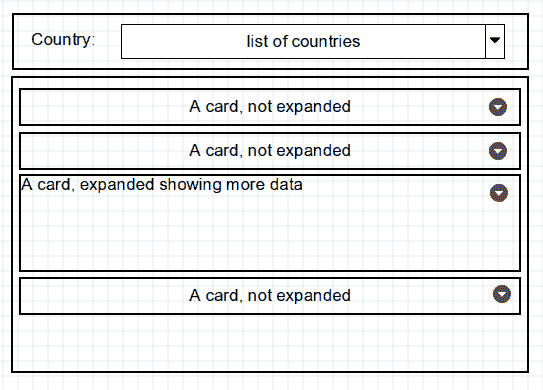 Country:
list of countries
A card, not expanded
A card, not expanded
A card, expanded showing more data
A card, not expanded